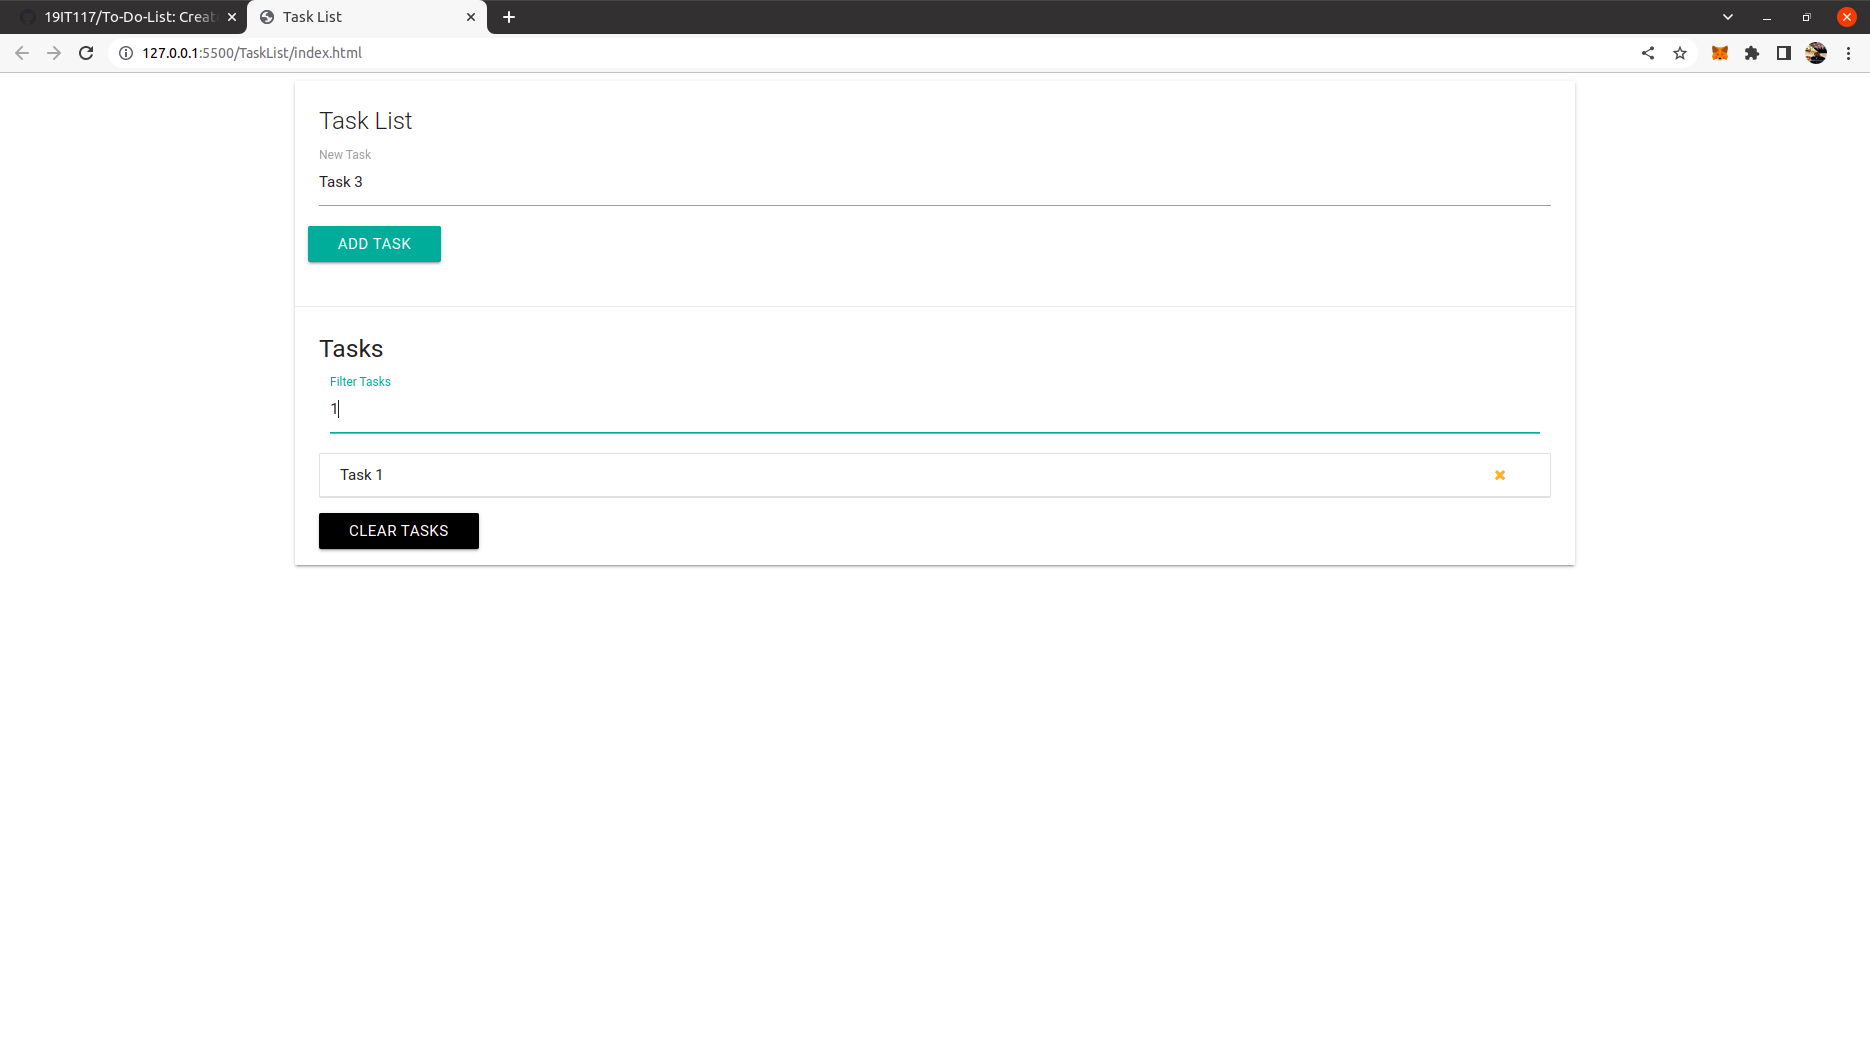 19IT117/To-Do-List: Creat
Task List
127.0.0.1:5500/TaskList/index.html
Task List
New Task
Task 3
ADD TASK
Tasks
Filter Tasks
1
Task 1
CLEAR TASKS